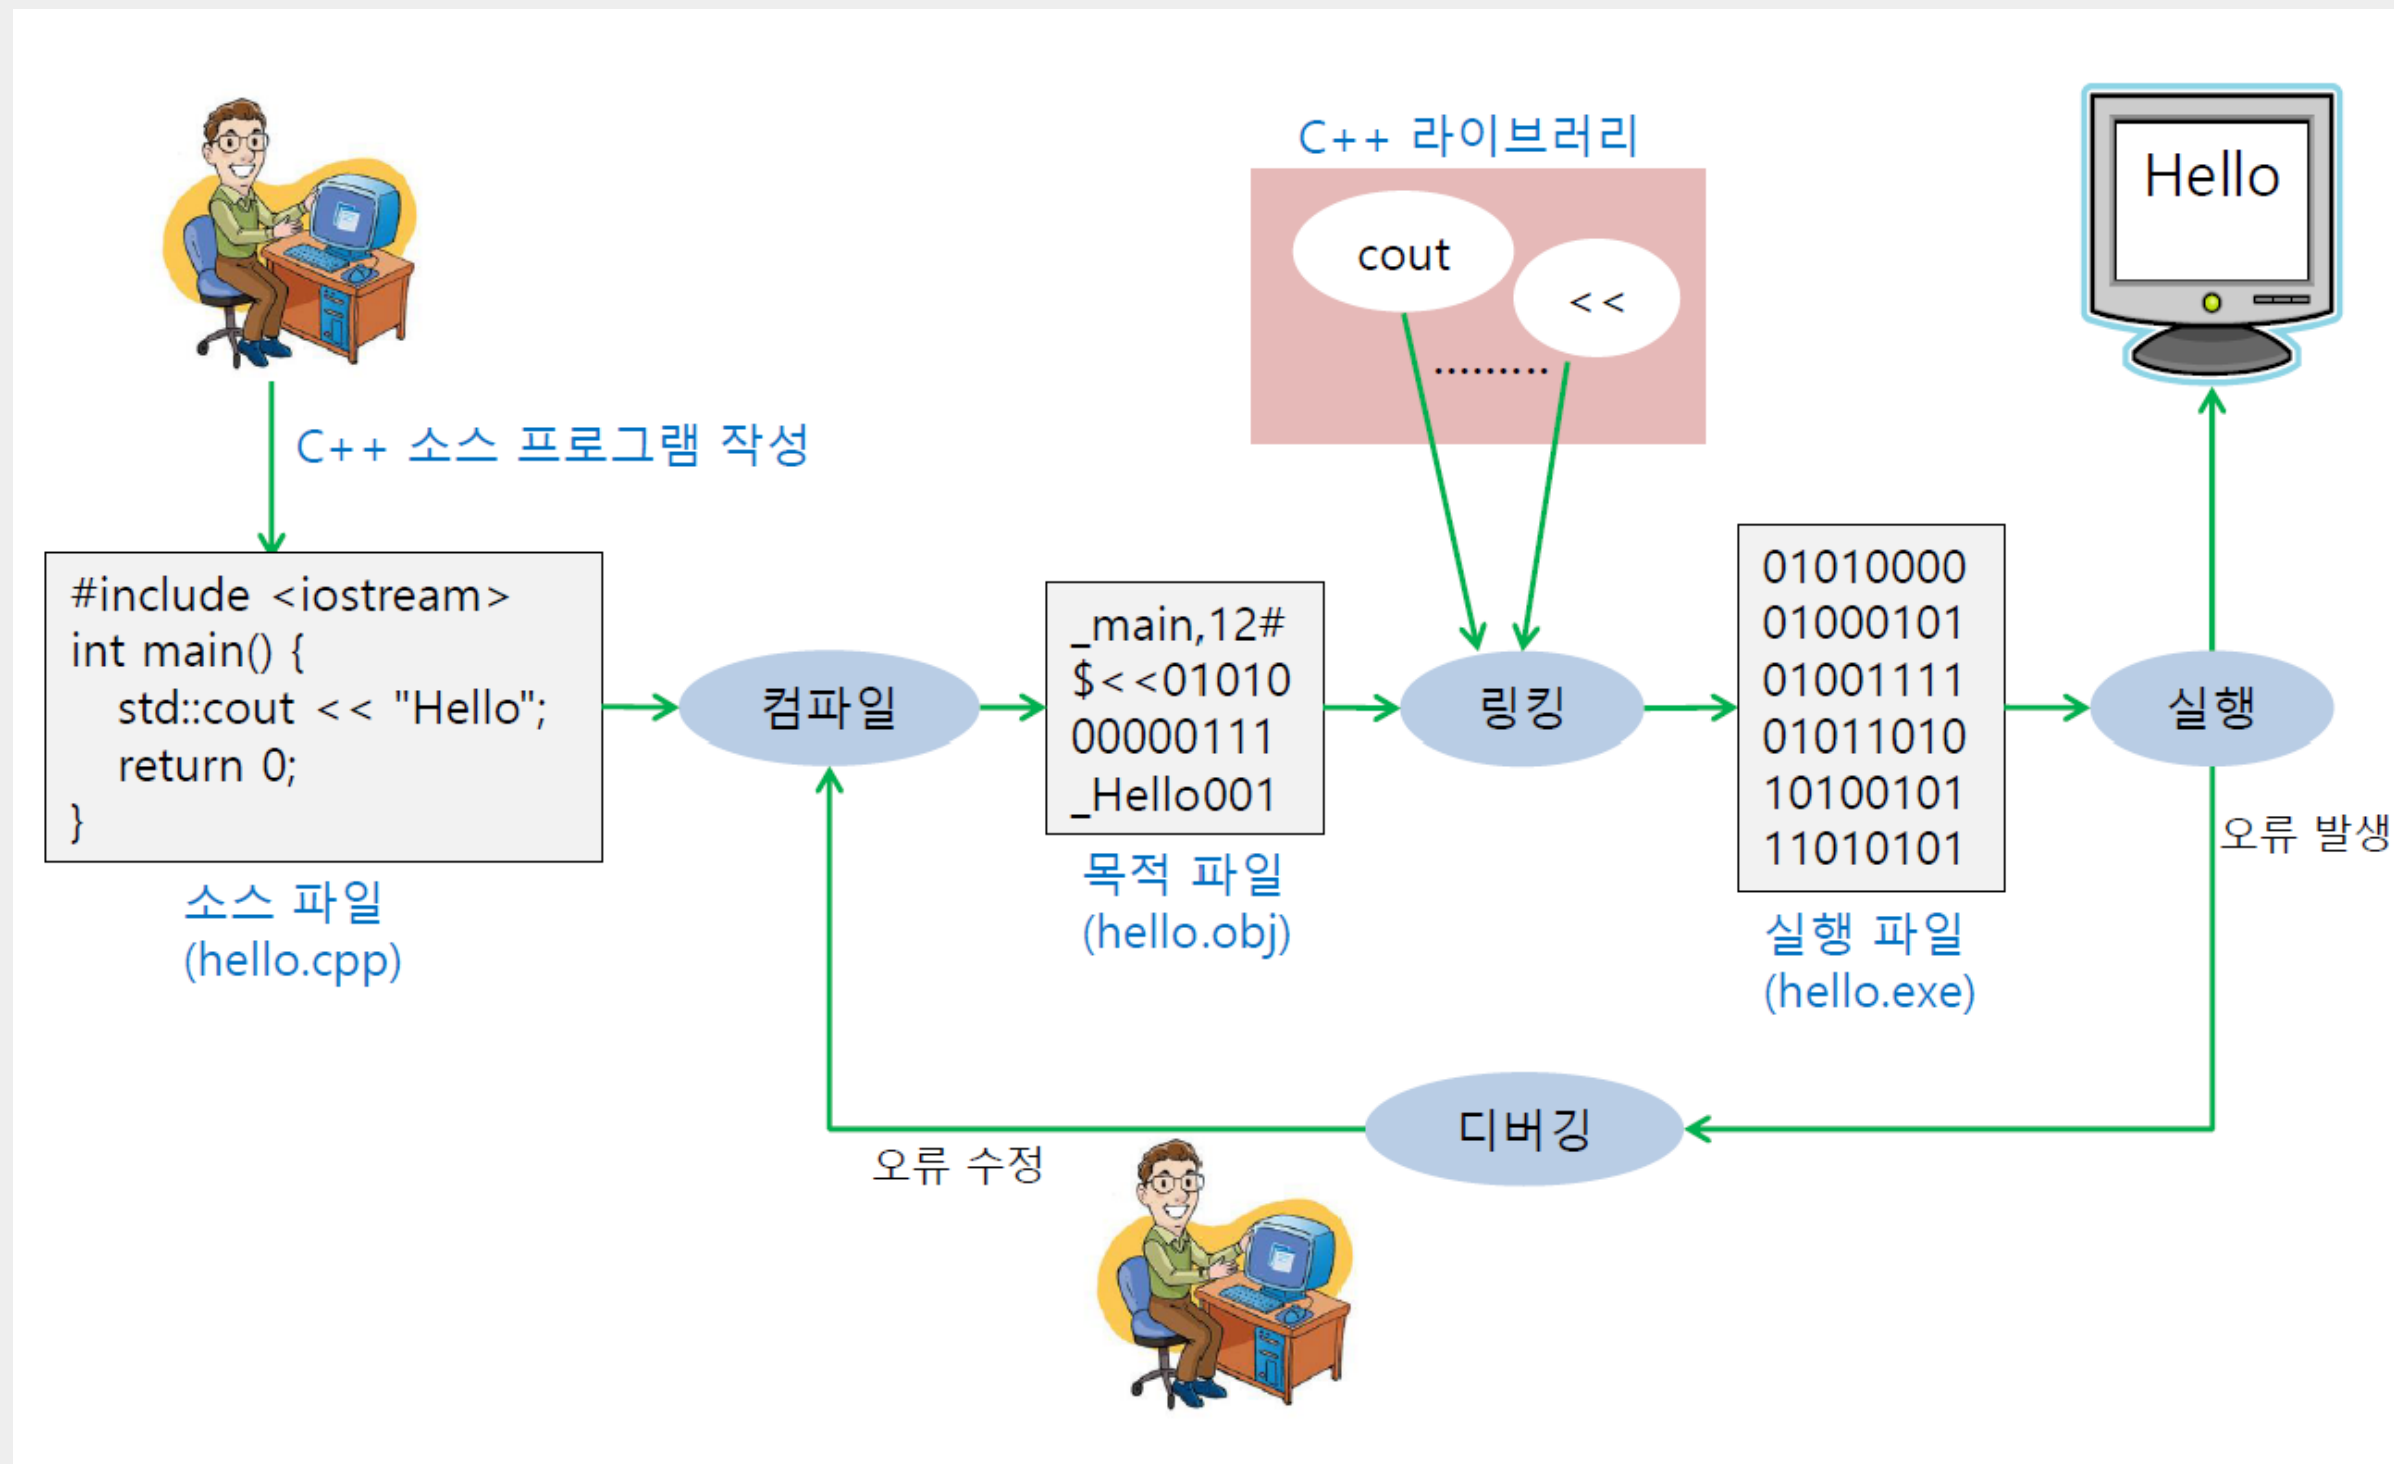 C++ 라이브러리
cout
<<
.........
Hello
C++ 소스 프로그램 작성
#include <iostream>
int main() {
std::cout << "Hello";
return 0;
}
소스 파일
(hello.cpp)
컴파일
_main,12#
$<<01010
00000111
_Hello001
목적 파일
(hello.obj)
링킹
01010000
01000101
01001111
01011010
10100101
11010101
실행 파일
(hello.exe)
실행
오류 발생
디버깅
오류 수정